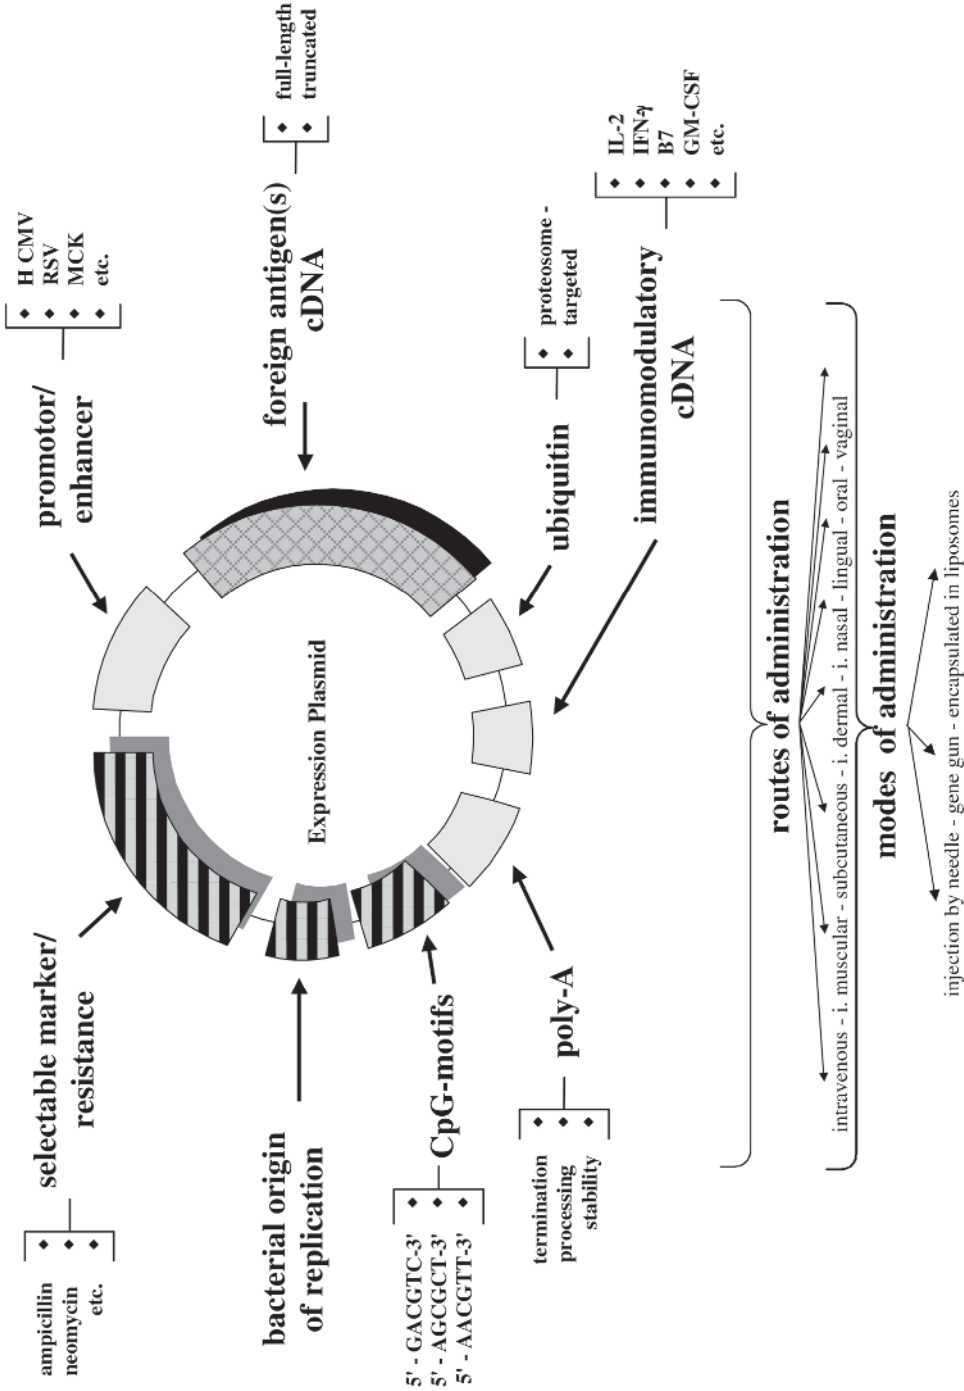 ampicillin
neomycin
etc.
selectable marker/
resistance
promotor/
enhancer
H CMV
RSV
MCK
etc.
bacterial origin
of replication
Expression Plasmid
foreign antigen(s)
cDNA
full-length
truncated
5' - GACGTC-3'
5' - AGCGCT-3'
5' - AACGTT-3'
CpG-motifs
termination
processing
stability
poly-A
ubiquitin
proteosome -
targeted
immunomodulatory
cDNA
IL-2
IFN-γ
B7
GM-CSF
etc.
routes of administration
intravenous - i. muscular - subcutaneous - i. dermal - i. nasal - lingual - oral - vaginal
modes of administration
injection by needle - gene gun - encapsulated in liposomes